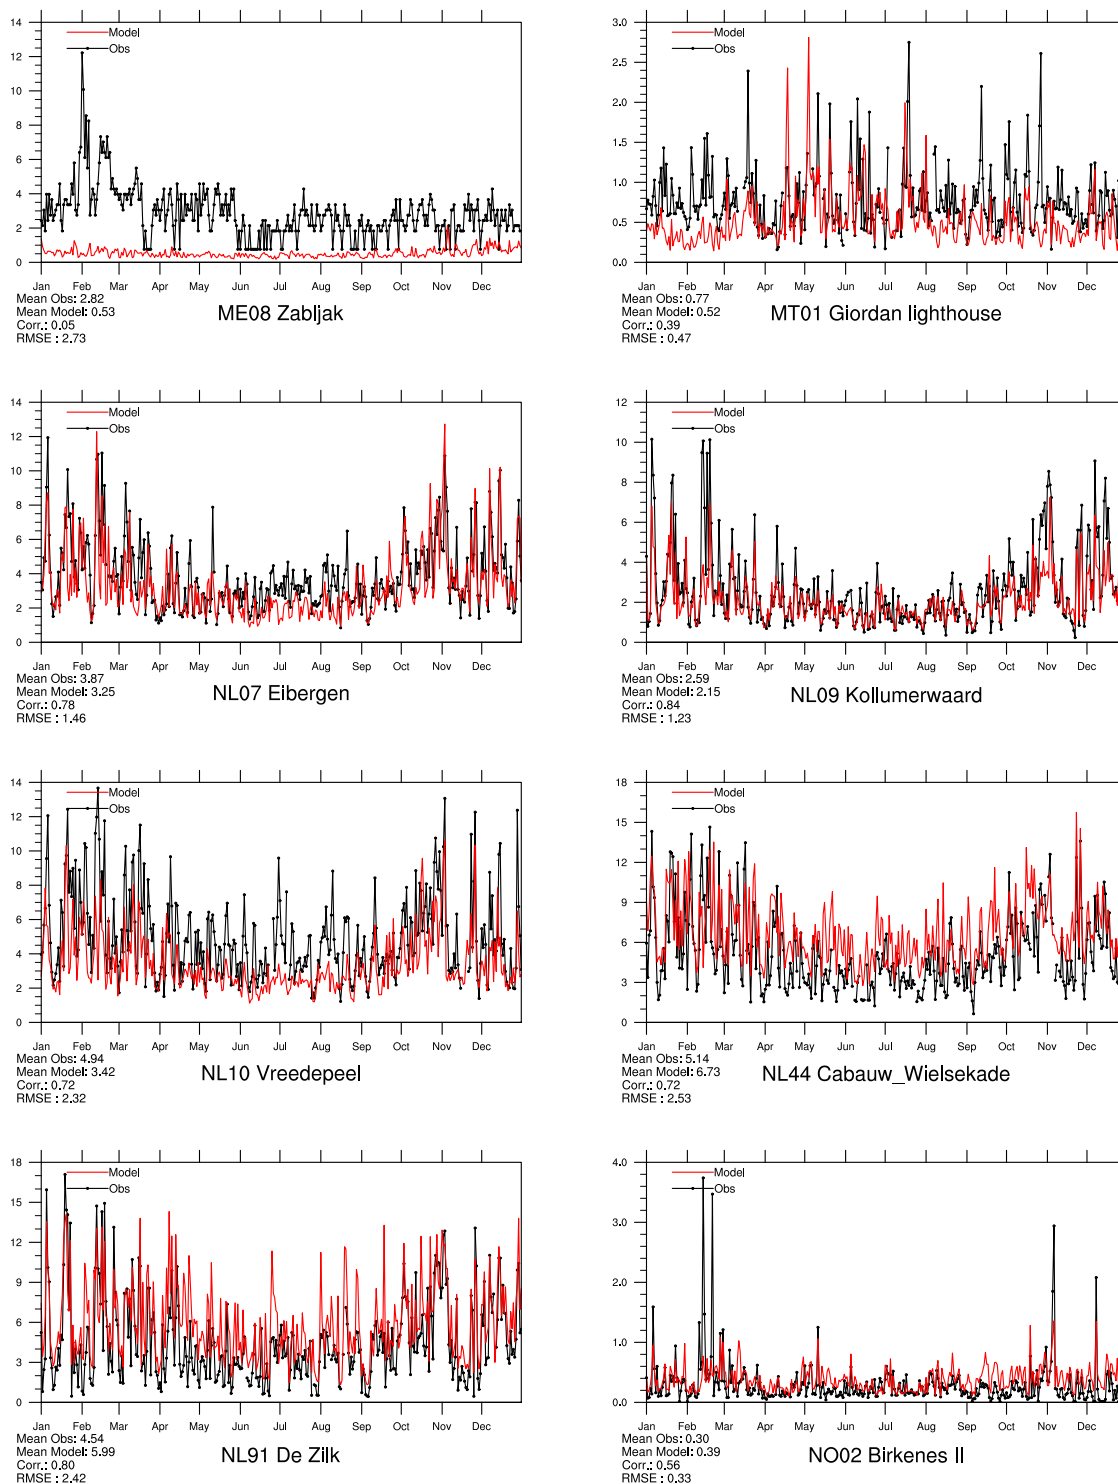 14
12
10
8
6
4
2
0
Model
Obs
Jan Feb Mar Apr May Jun Jul Aug Sep Oct Nov Dec
Mean Obs: 2.82
Mean Model: 0.53
Corr.: 0.05
RMSE : 2.73
ME08 Zabljak
3.0
2.5
2.0
1.5
1.0
0.5
0.0
Model
Obs
Jan Feb Mar Apr May Jun Jul Aug Sep Oct Nov Dec
Mean Obs: 0.77
Mean Model: 0.52
Corr.: 0.39
RMSE : 0.47
MT01 Giordan lighthouse
14
12
10
8
6
4
2
0
Model
Obs
Jan Feb Mar Apr May Jun Jul Aug Sep Oct Nov Dec
Mean Obs: 3.87
Mean Model: 3.25
Corr.: 0.78
RMSE : 1.46
NL07 Eibergen
12
10
8
6
4
2
0
Model
Obs
Jan Feb Mar Apr May Jun Jul Aug Sep Oct Nov Dec
Mean Obs: 2.59
Mean Model: 2.15
Corr.: 0.84
RMSE : 1.23
NL09 Kollumerwaard
14
12
10
8
6
4
2
0
Model
Obs
Jan Feb Mar Apr May Jun Jul Aug Sep Oct Nov Dec
Mean Obs: 4.94
Mean Model: 3.42
Corr.: 0.72
RMSE : 2.32
NL10 Vreedepeel
18
15
12
9
6
3
0
Model
Obs
Jan Feb Mar Apr May Jun Jul Aug Sep Oct Nov Dec
Mean Obs: 5.14
Mean Model: 6.73
Corr.: 0.72
RMSE : 2.53
NL44 Cabauw_Wielsekade
18
15
12
9
6
3
0
Model
Obs
Jan Feb Mar Apr May Jun Jul Aug Sep Oct Nov Dec
Mean Obs: 4.54
Mean Model: 5.99
Corr.: 0.80
RMSE : 2.42
NL91 De Zilk
4.0
3.0
2.0
1.0
0.0
Model
Obs
Jan Feb Mar Apr May Jun Jul Aug Sep Oct Nov Dec
Mean Obs: 0.30
Mean Model: 0.39
Corr.: 0.56
RMSE : 0.33
NO02 Birkenes II